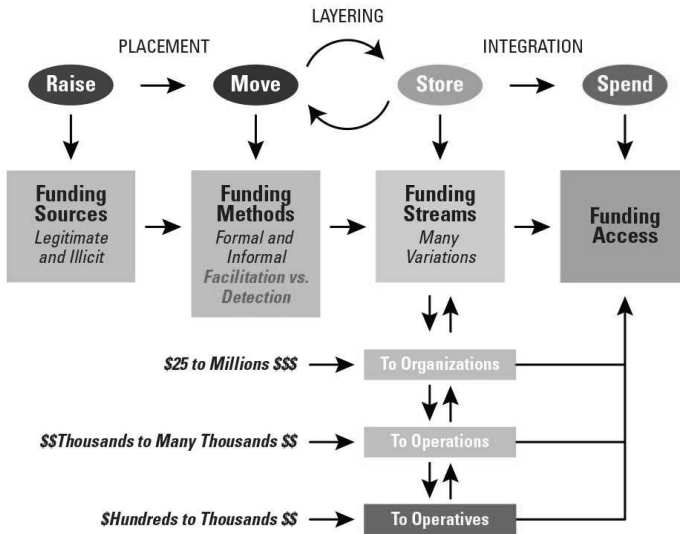 LAYERING
PLACEMENT
INTEGRATION
Raise
Move
Store
Spend
Funding
Sources
Legitimate
and Illicit
Funding
Methods
Formal and
Informal
Facilitation vs.
Detection
Funding
Streams
Many
Variations
Funding
Access
$25 to Millions $$$
To Organizations
$$Thousands to Many Thousands $$
To Operations
$Hundreds to Thousands $$
To Operatives